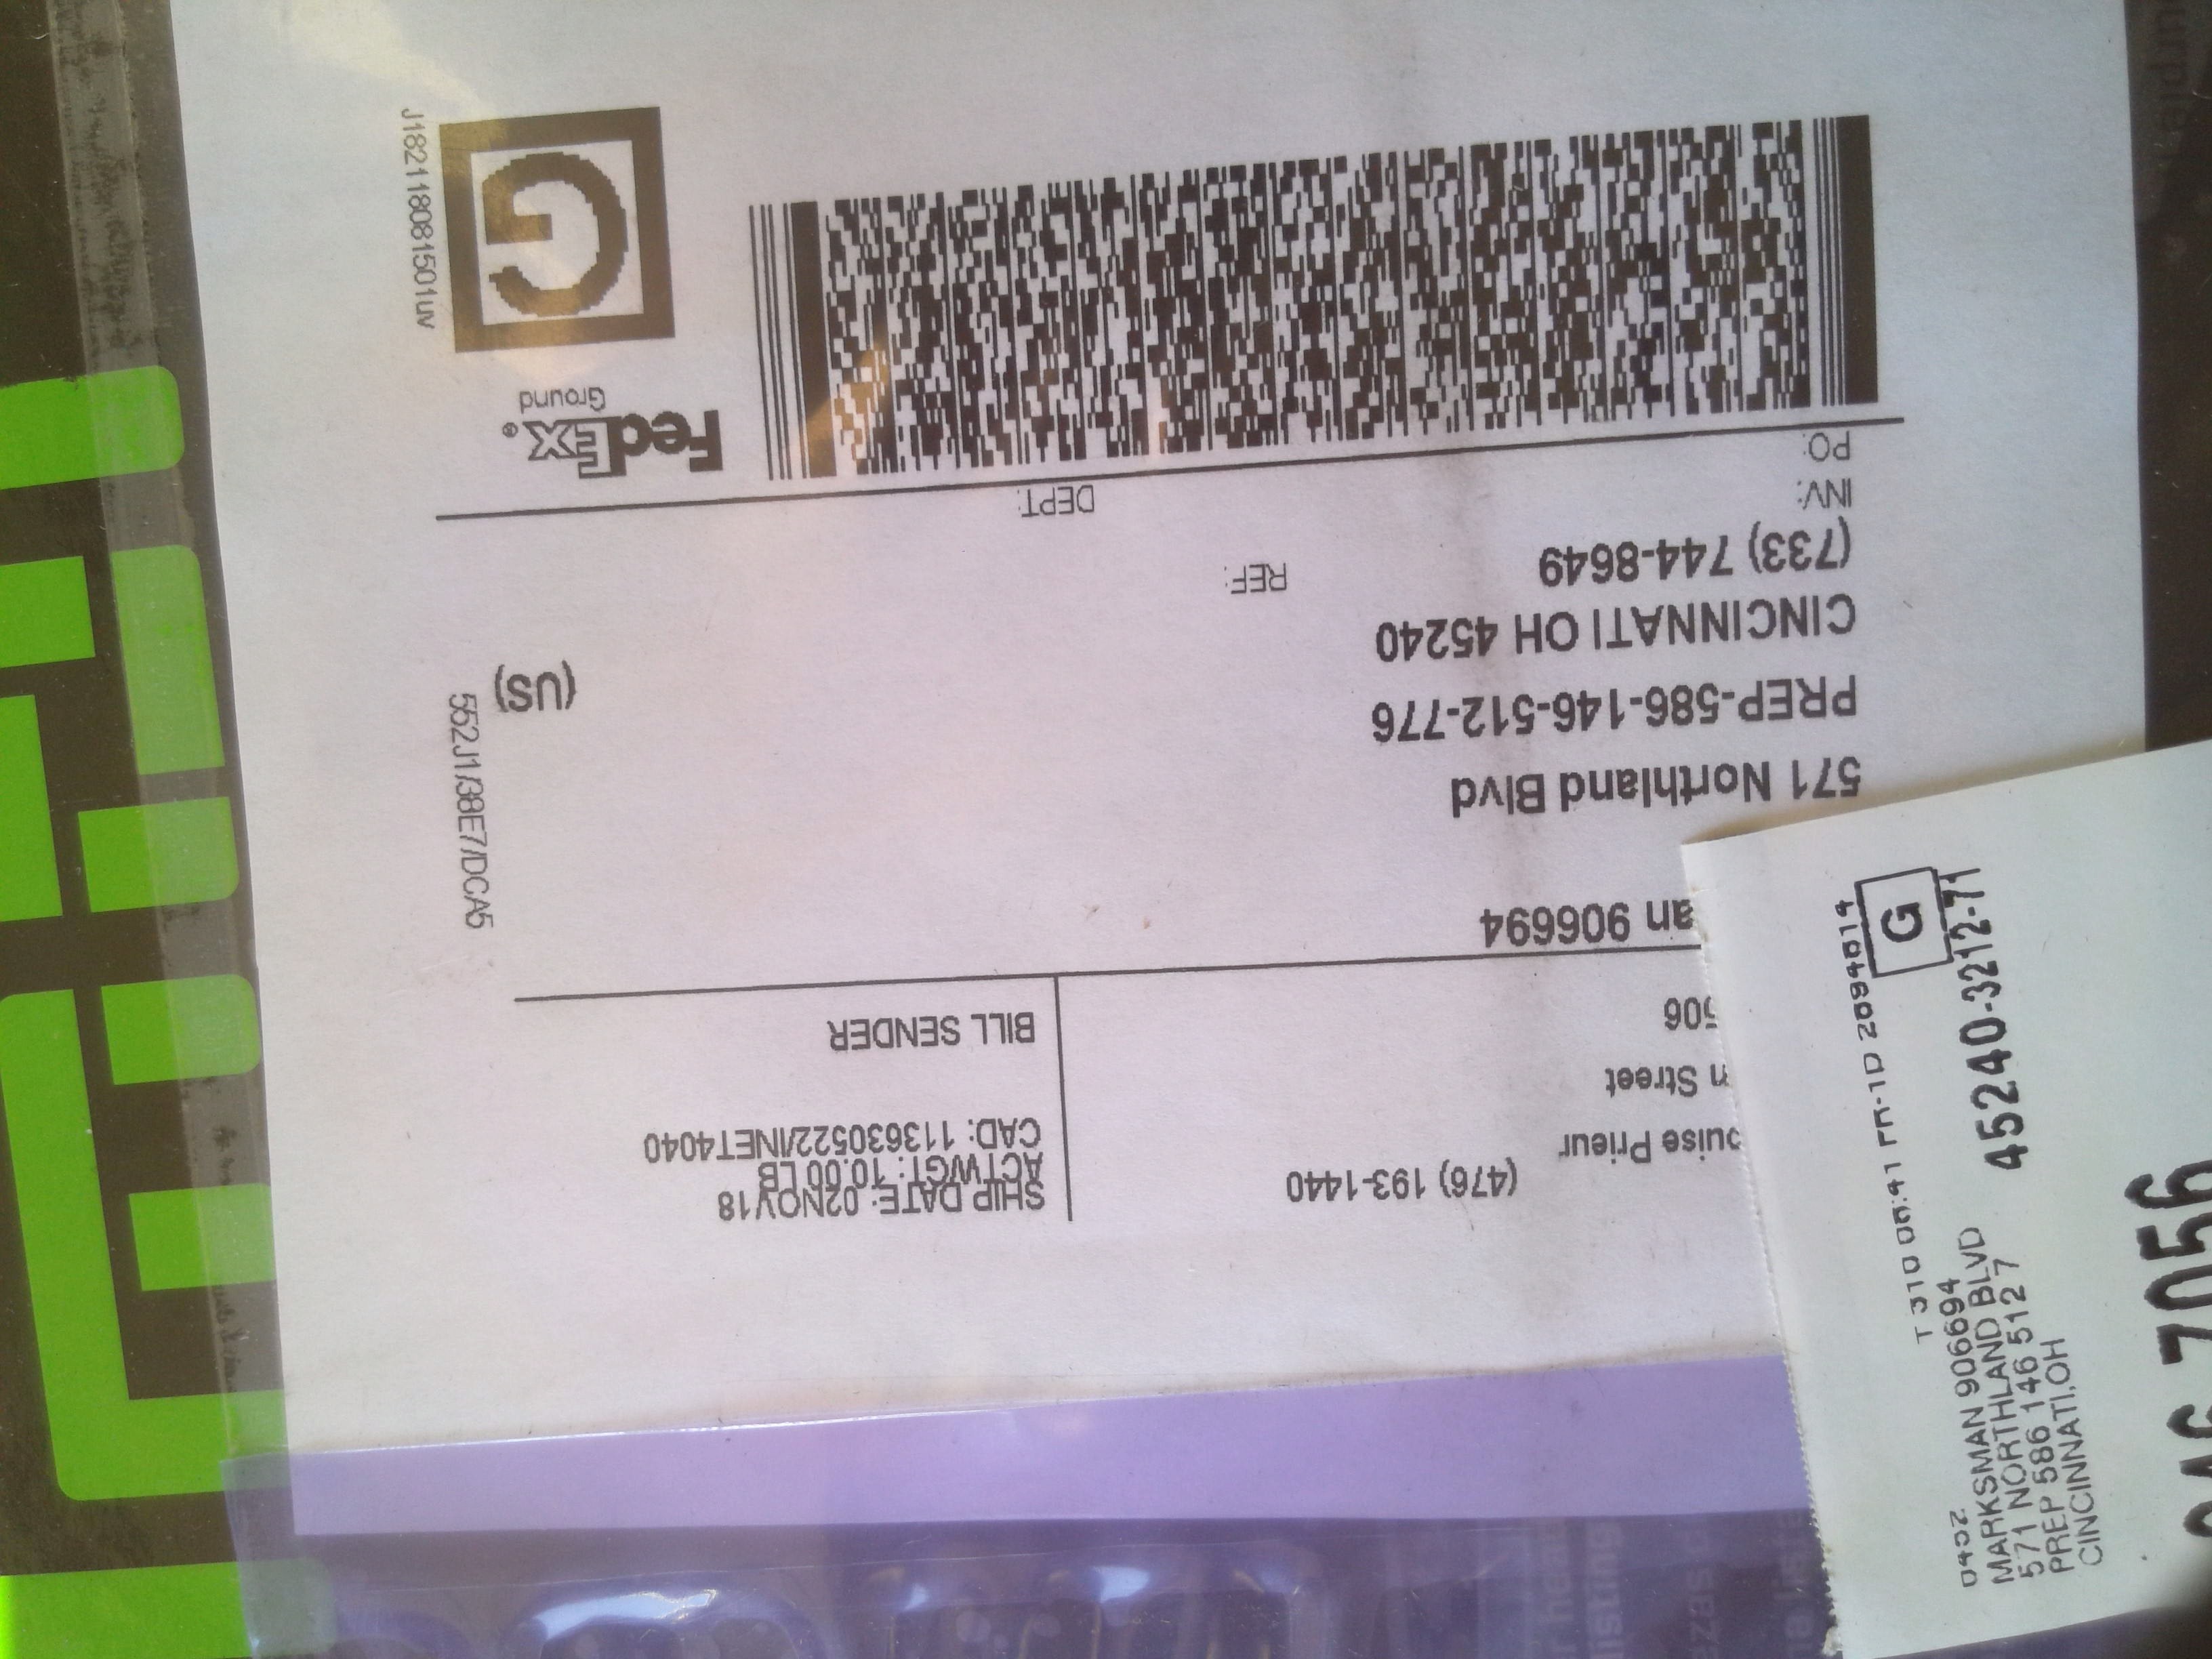 (476) 193-1440
ouise Prieur
n Street
506
SHIP DATE: 02NOV18
ACTWGT: 10.00 LB
CAD: 113630522/INET4040
BILL SENDER
an 906694
571 Northland Blvd
PREP-586-146-512-776
CINCINNATI OH 45240
(US)
(733) 744-8649
REF:
INV:
PO:
DEPT:
FedEx®
Ground
G
J182118081501uv
552J1/38E7/DCA5
G
45240-3212-71
MARKSMAN 906694
571 NORTHLAND BLVD
PREP 586 146 512 7
CINCINNATI,OH
7056